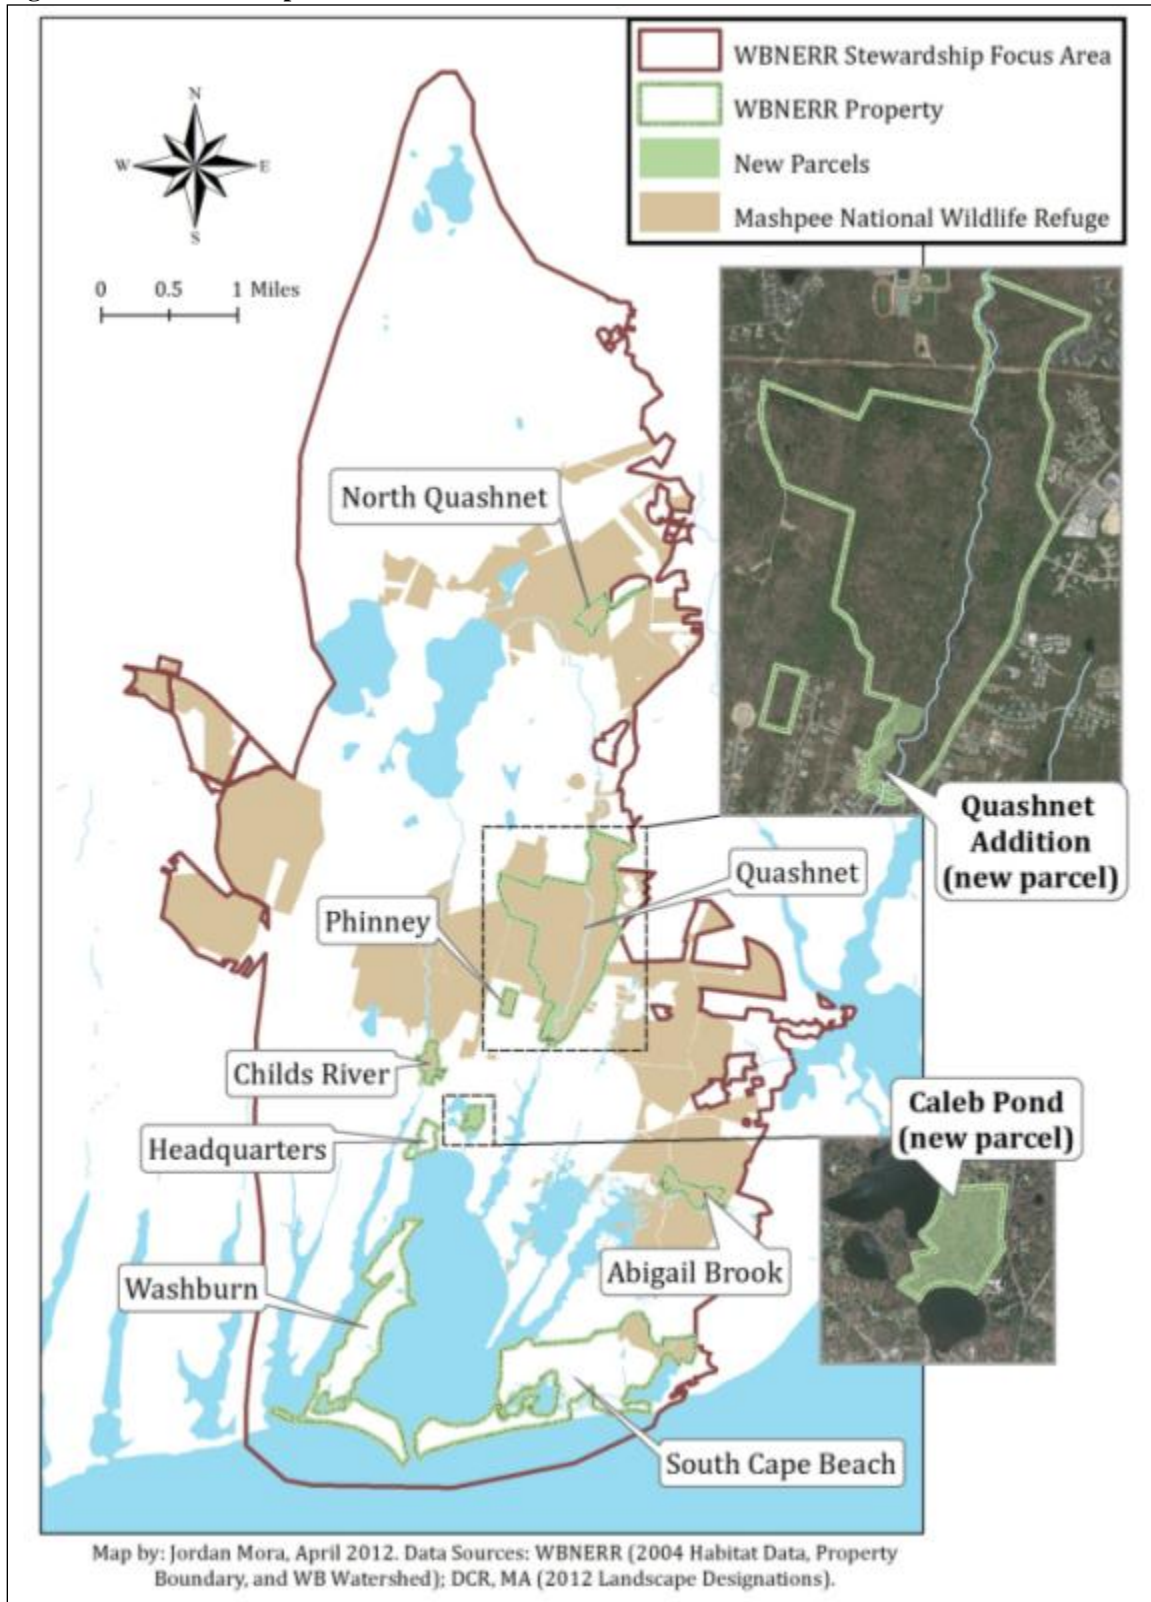 WBNERR Stewardship Focus Area
WBNERR Property
New Parcels
Mashpee National Wildlife Refuge
N
W E
S
0 0.5 1 Miles
North Quashnet
Quashnet
Addition
(new parcel)
Quashnet
Phinney
Childs River
Caleb Pond
(new parcel)
Headquarters
Abigail Brook
Washburn
South Cape Beach
Map by: Jordan Mora, April 2012. Data Sources: WBNERR (2004 Habitat Data, Property
Boundary, and WB Watershed); DCR, MA (2012 Landscape Designations).